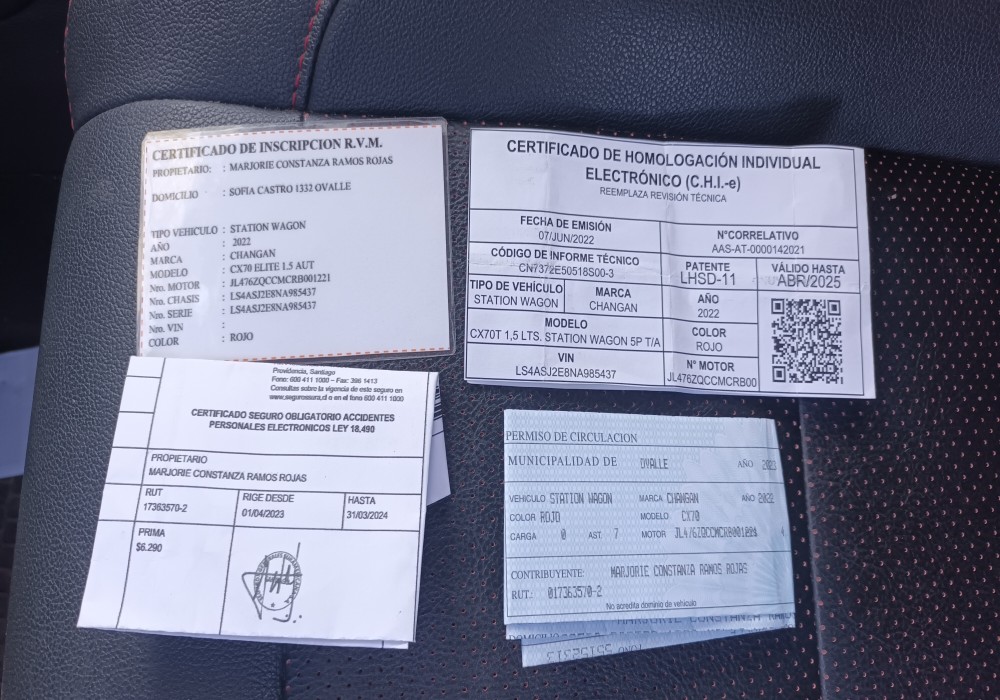 CERTIFICADO DE INSCRIPCION R.V.M.
PROPIETARIO: : MARJORIE CONSTANZA RAMOS ROJAS
DOMICILIO : SOFIA CASTRO 1332 OVALLE
TIPO VEHICULO : STATION WAGON
AÑO : 2022
MARCA : CHANGAN
MODELO : CX70 ELITE 1.5 AUT
Nro. MOTOR : JL476ZQCCMCRB001221
Nro. CHASIS : LS4ASJ2E8NA985437
Nro. SERIE : LS4ASJ2E8NA985437
Nro. VIN :
COLOR : ROJO
CERTIFICADO DE HOMOLOGACIÓN INDIVIDUAL
ELECTRÓNICO (C.H.I.-e)
REEMPLAZA REVISIÓN TÉCNICA
FECHA DE EMISIÓN
07/JUN/2022
N°CORRELATIVO
AAS-AT-0000142021
CÓDIGO DE INFORME TÉCNICO
CN7372E50518S00-3
PATENTE
LHSD-11
VÁLIDO HASTA
ABR/2025
TIPO DE VEHÍCULO
STATION WAGON
MARCA
CHANGAN
AÑO
2022
MODELO
CX70T 1,5 LTS. STATION WAGON 5P T/A
COLOR
ROJO
VIN
LS4ASJ2E8NA985437
N° MOTOR
JL476ZQCCMCRB00
Providencia, Santiago
Fono: 600 411 1000 – Fax: 396 1413
Consultas sobre la vigencia de este seguro en
www.segurossura.cl o en el fono 600 411 1000
CERTIFICADO SEGURO OBLIGATORIO ACCIDENTES
PERSONALES ELECTRONICOS LEY 18,490
PROPIETARIO
MARJORIE CONSTANZA RAMOS ROJAS
RUT
17363570-2
RIGE DESDE
01/04/2023
HASTA
31/03/2024
PRIMA
$6.290
PERMISO DE CIRCULACION
MUNICIPALIDAD DE OVALLE AÑO 2023
VEHICULO STATION WAGON MARCA CHANGAN AÑO 2022
COLOR ROJO MODELO CX70
CARGA 0 AST. 7 MOTOR
CONTRIBUYENTE: MARJORIE CONSTANZA RAMOS ROJAS
RUT.: 017363570-2
No acredita dominio de vehiculo